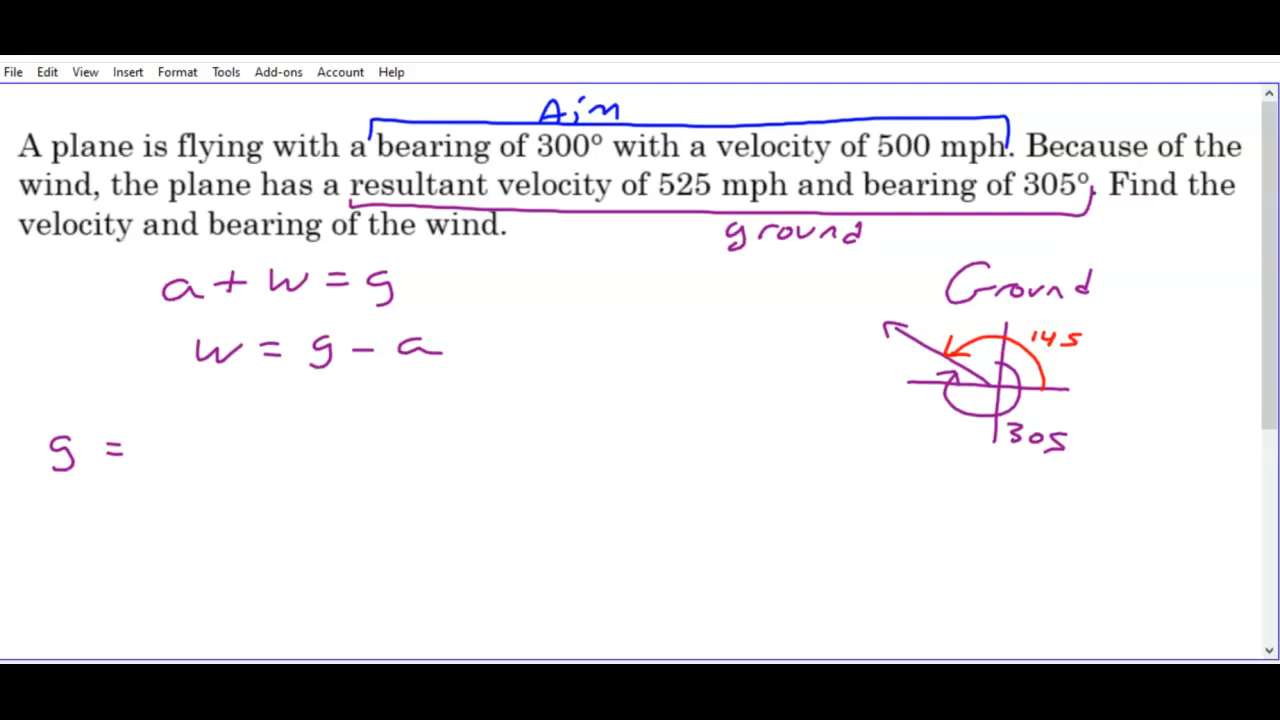 File Edit View Insert Format Tools Add-ons Account Help
Aim
A plane is flying with a bearing of 300° with a velocity of 500 mph. Because of the
wind, the plane has a resultant velocity of 525 mph and bearing of 305°. Find the
velocity and bearing of the wind.
ground
a + w = g
Ground
w = g - a
145
305
g =